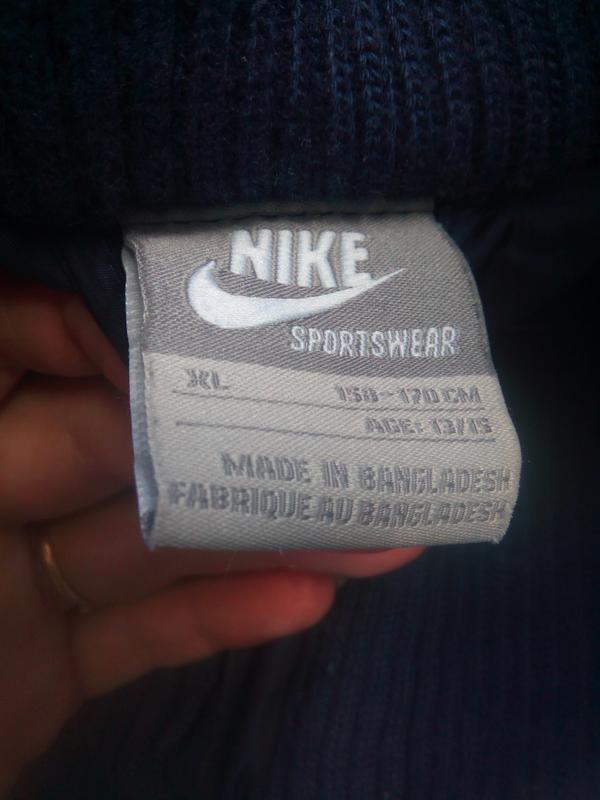 NIKE
SPORTSWEAR
XL 158-170 CM
AGE: 13/15
MADE IN BANGLADESH
FABRIQUE AU BANGLADESH